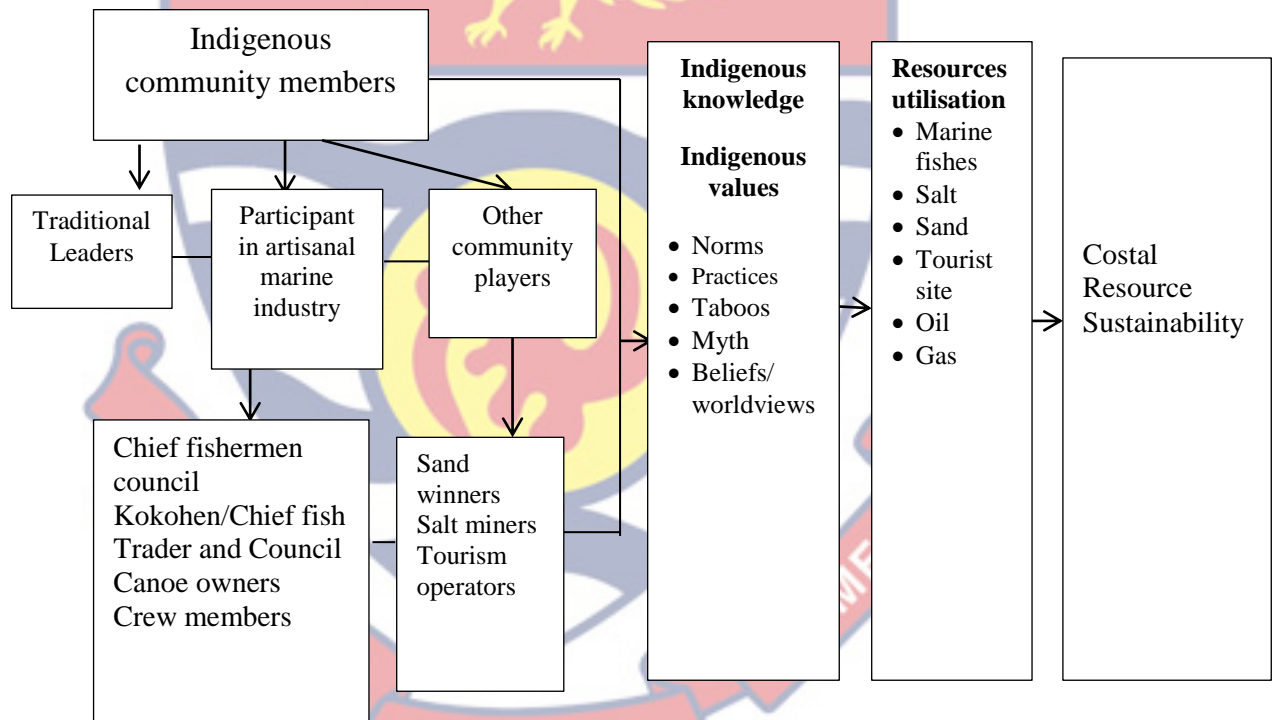 Indigenous
community members
Traditional
Leaders
Participant
in artisanal
marine
industry
Other
community
players
Chief fishermen
council
Kokohen/Chief fish
Trader and Council
Canoe owners
Crew members
Sand
winners
Salt miners
Tourism
operators
Indigenous
knowledge
Indigenous
values
• Norms
• Practices
• Taboos
• Myth
• Beliefs/
worldviews
Resources
utilisation
• Marine
fishes
• Salt
• Sand
• Tourist
site
• Oil
• Gas
Costal
Resource
Sustainability